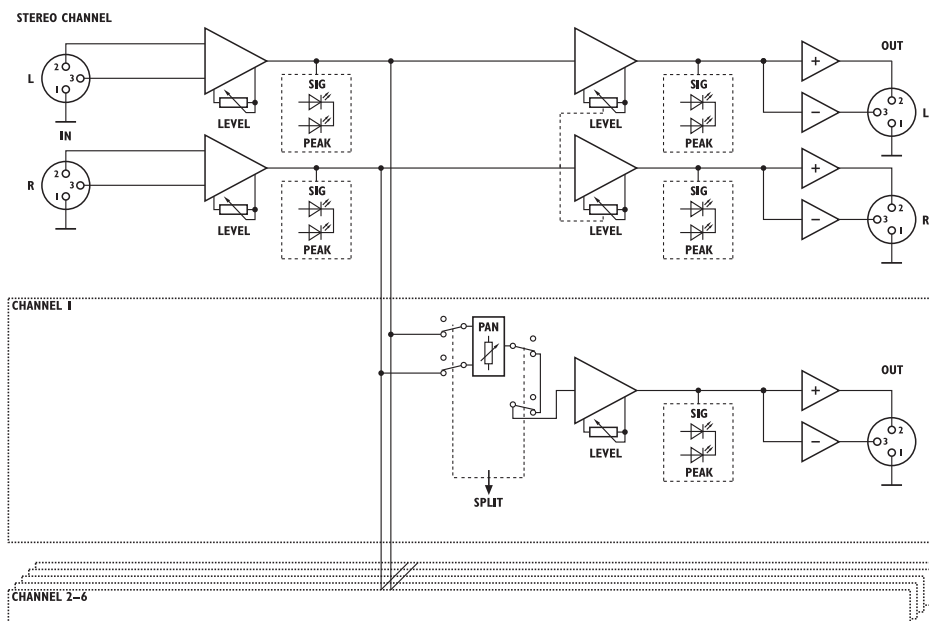 STEREO CHANNEL
OUT
L
2
3
1
IN
SIG
PEAK
LEVEL
LEVEL
SIG
PEAK
+
−
2
3
1
L
R
2
3
1
LEVEL
SIG
PEAK
LEVEL
SIG
PEAK
+
−
2
3
1
R
CHANNEL 1
PAN
SPLIT
LEVEL
SIG
PEAK
+
−
OUT
2
3
1
CHANNEL 2–6